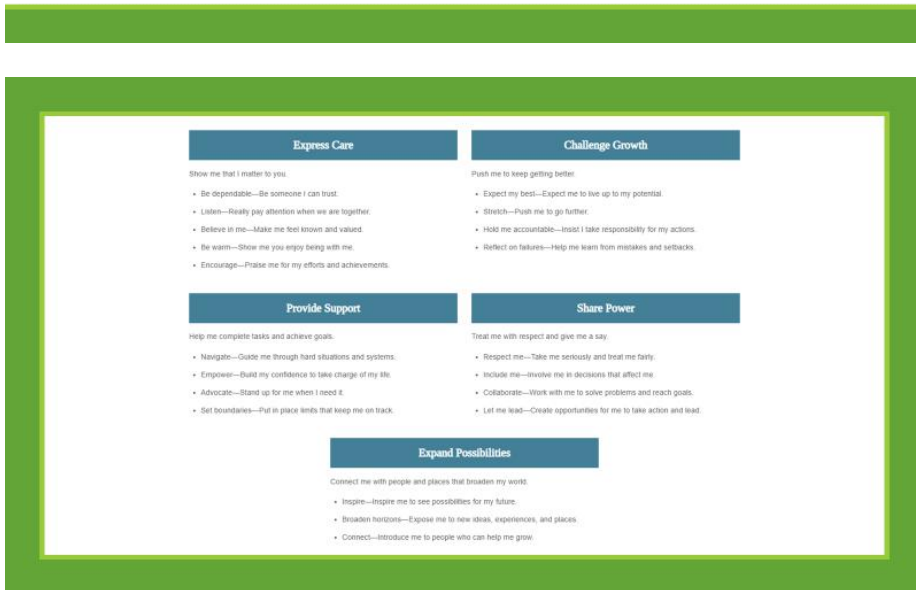 Express Care
Show me that I matter to you.
• Be dependable—Be someone I can trust.
• Listen—Really pay attention when we are together.
• Believe in me—Make me feel known and valued.
• Be warm—Show me you enjoy being with me.
• Encourage—Praise me for my efforts and achievements.
Challenge Growth
Push me to keep getting better.
• Expect my best—Expect me to live up to my potential.
• Stretch—Push me to go further.
• Hold me accountable—Insist I take responsibility for my actions.
• Reflect on failures—Help me learn from mistakes and setbacks.
Provide Support
Help me complete tasks and achieve goals.
• Navigate—Guide me through hard situations and systems.
• Empower—Build my confidence to take charge of my life.
• Advocate—Stand up for me when I need it.
• Set boundaries—Put in place limits that keep me on track.
Share Power
Treat me with respect and give me a say.
• Respect me—Take me seriously and treat me fairly.
• Include me—Involve me in decisions that affect me.
• Collaborate—Work with me to solve problems and reach goals.
• Let me lead—Create opportunities for me to take action and lead.
Expand Possibilities
Connect me with people and places that broaden my world.
• Inspire—Inspire me to see possibilities for my future.
• Broaden horizons—Expose me to new ideas, experiences, and places.
• Connect—Introduce me to people who can help me grow.